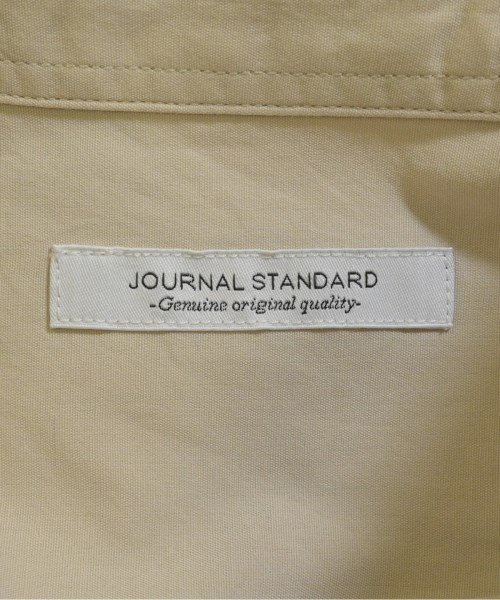 JOURNAL STANDARD
-Genuine original quality-